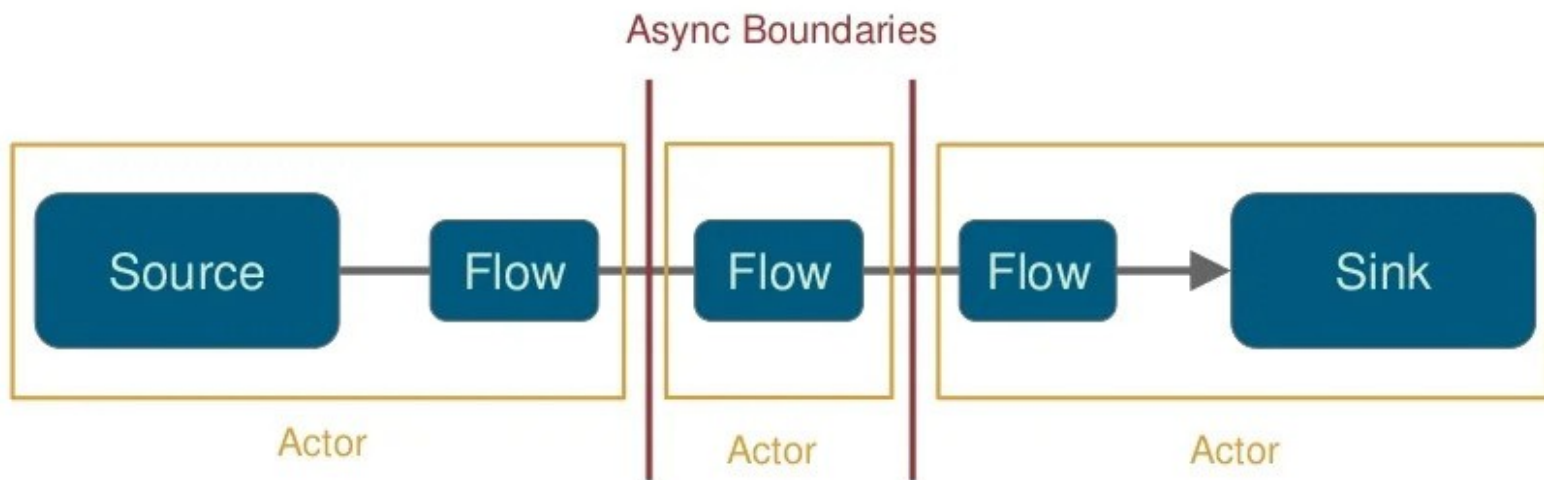 Async Boundaries
Source
Flow
Flow
Flow
Sink
Actor
Actor
Actor